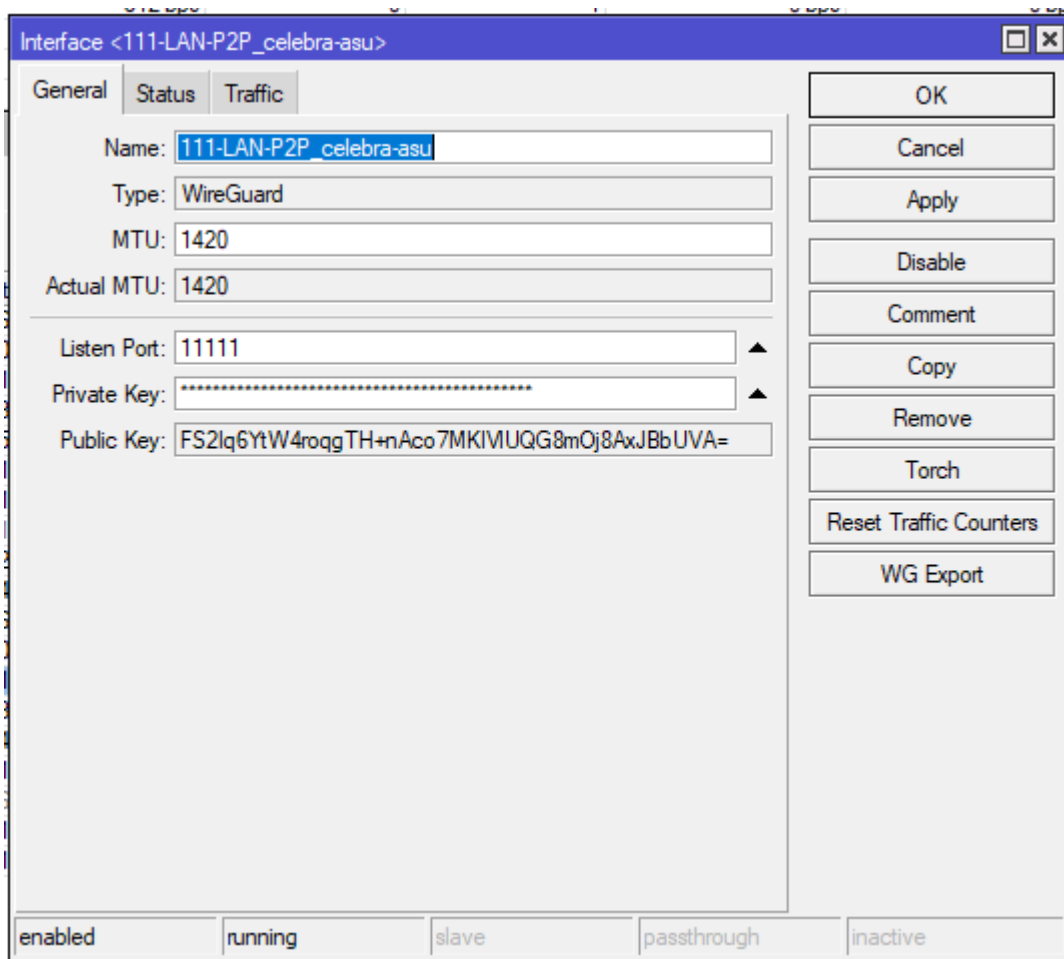 Interface <111-LAN-P2P_celebra-asu>
General Status Traffic
Name: 111-LAN-P2P_celebra-asu
Type: WireGuard
MTU: 1420
Actual MTU: 1420
Listen Port: 11111
Private Key: ********************************************
Public Key:
OK
Cancel
Apply
Disable
Comment
Copy
Remove
Torch
Reset Traffic Counters
WG Export
enabled running slave passthrough inactive